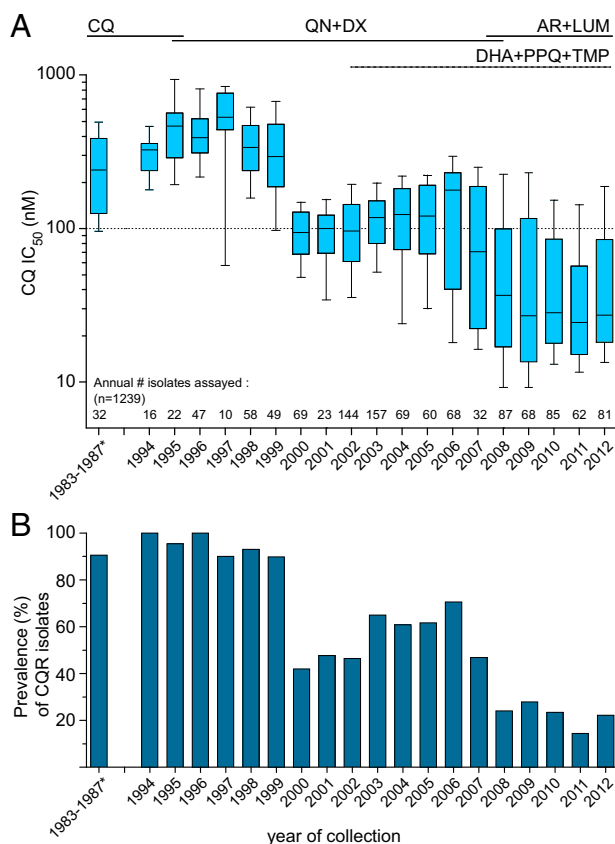 A
CQ QN+DX AR+LUM
DHA+PPQ+TMP
CQ IC50 (nM)
1000
100
10
Annual # isolates assayed :
(n=1239)
32 16 22 47 10 58 49 69 23 144 157 69 60 68 32 87 68 85 62 81
1983-1987* 1994 1995 1996 1997 1998 1999 2000 2001 2002 2003 2004 2005 2006 2007 2008 2009 2010 2011 2012
B
Prevalence (%)
of CQR isolates
100
80
60
40
20
1983-1987* 1994 1995 1996 1997 1998 1999 2000 2001 2002 2003 2004 2005 2006 2007 2008 2009 2010 2011 2012
year of collection